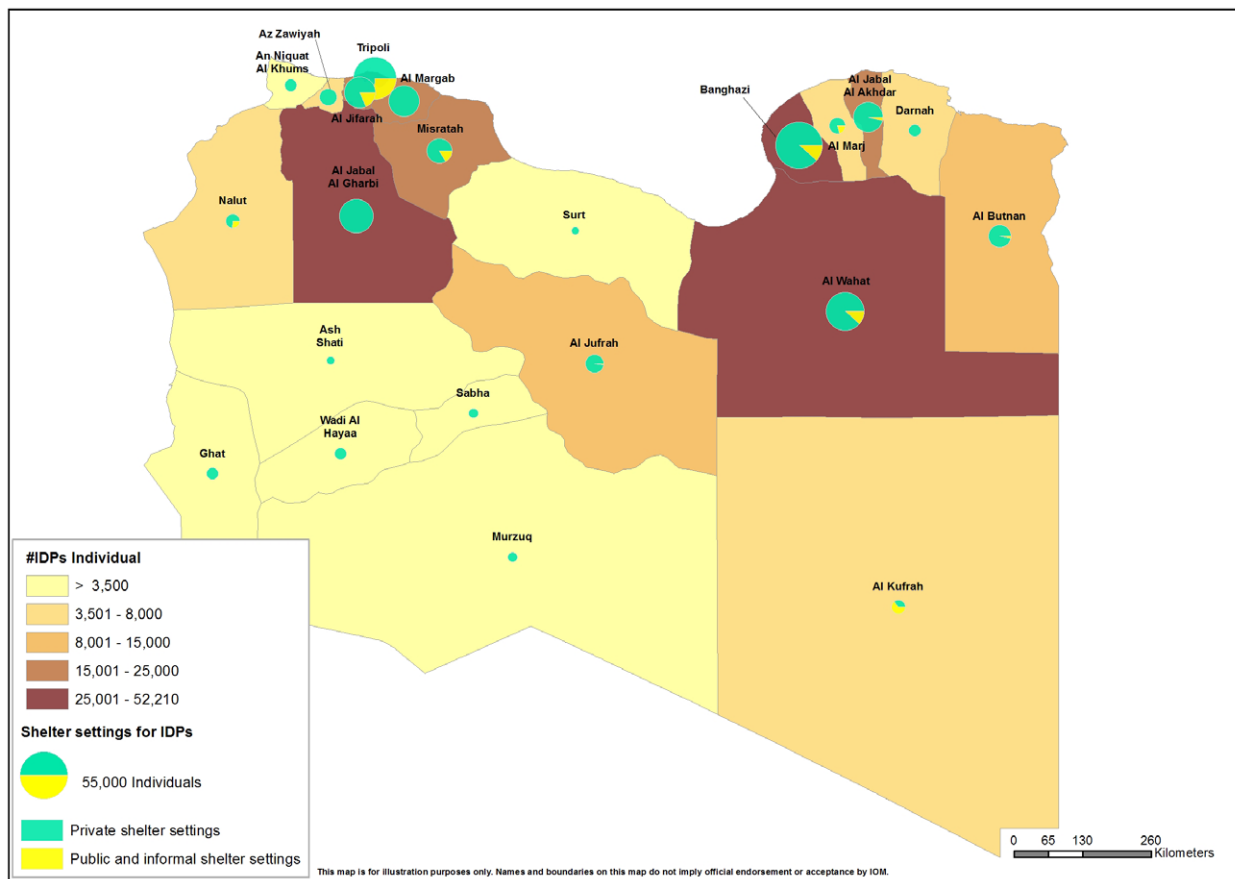 Az Zawiyah
An Niquat
Al Khums
Tripoli
Al Margab
Al Jifarah
Misratah
Al Jabal
Al Gharbi
Nalut
Surt
Banghazi
Al Marj
Al Jabal
Al Akhdar
Darnah
Al Butnan
Al Wahat
Al Jufrah
Ash
Shati
Sabha
Wadi Al
Hayaa
Ghat
Murzuq
Al Kufrah
#IDPs Individual
> 3,500
3,501 - 8,000
8,001 - 15,000
15,001 - 25,000
25,001 - 52,210
Shelter settings for IDPs
55,000 Individuals
Private shelter settings
Public and informal shelter settings
0 65 130 260
Kilometers
This map is for illustration purposes only. Names and boundaries on this map do not imply official endorsement or acceptance by IOM.